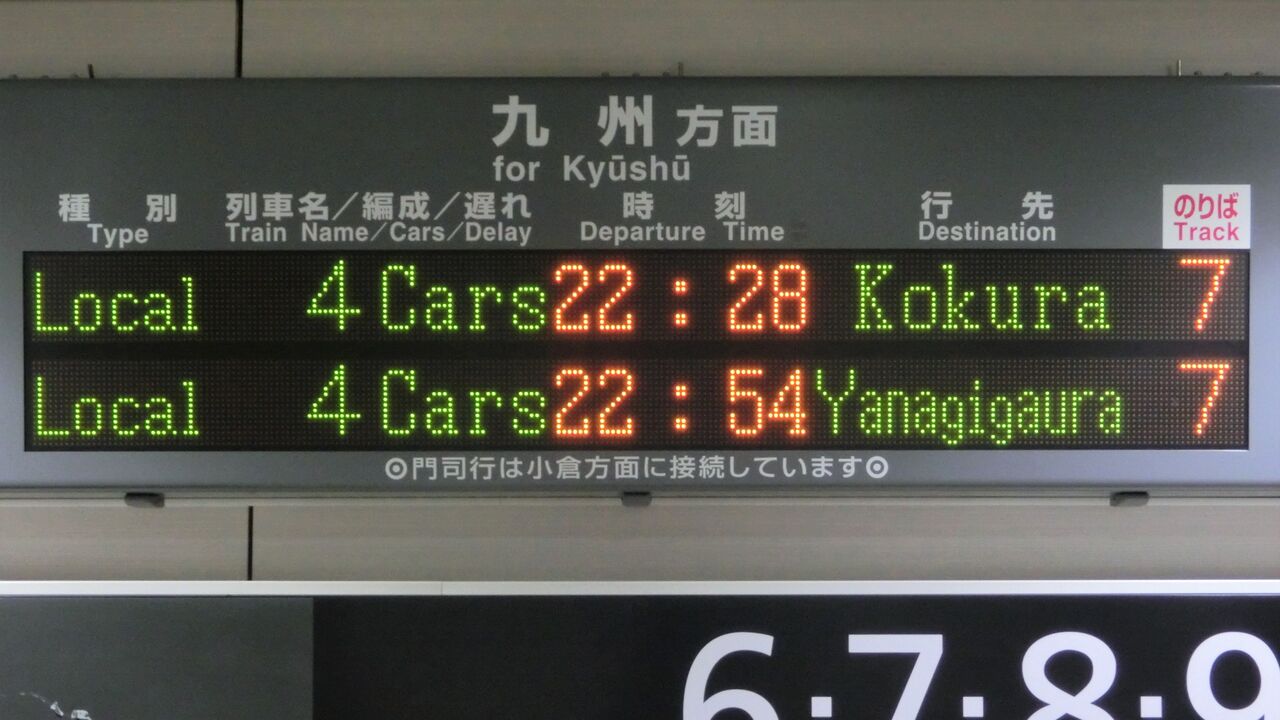 九州方面
for Kyūshū
種別 列車名／編成／遅れ 時刻 行先 のりば
Type Train Name／Cars／Delay Departure Time Destination Track
Local 4 Cars 22:28 Kokura 7
Local 4 Cars 22:54 Yanagigaura 7
◎門司行は小倉方面に接続しています◎
6・7・8・9